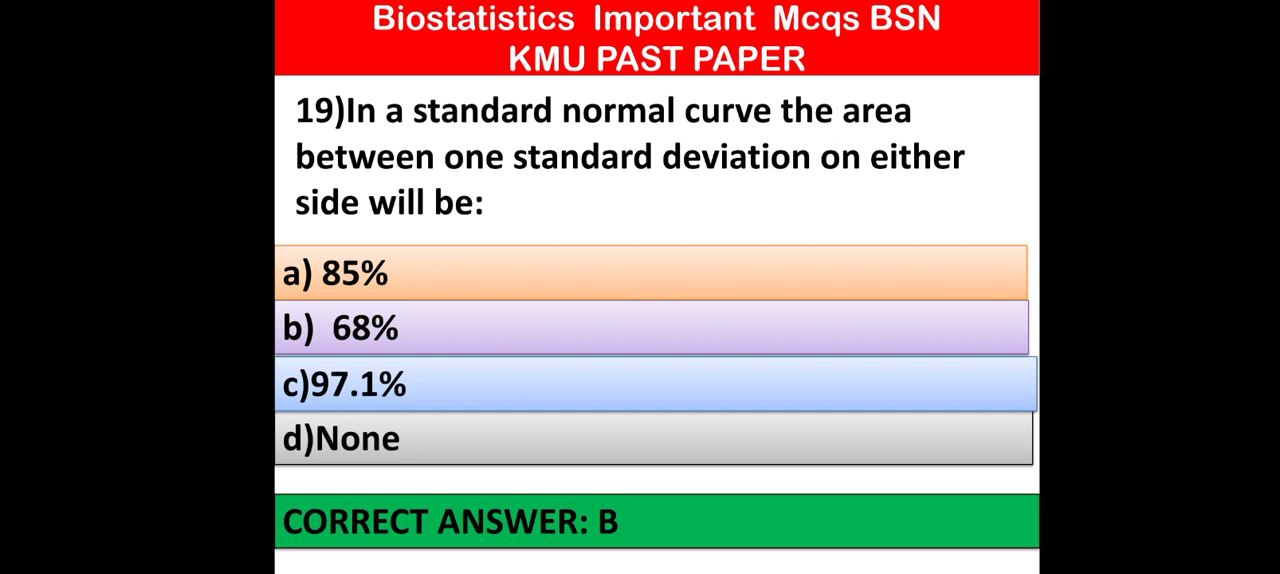 Biostatistics Important Mcqs BSN
KMU PAST PAPER
19)In a standard normal curve the area
between one standard deviation on either
side will be:
a) 85%
b) 68%
c)97.1%
d)None
CORRECT ANSWER: B